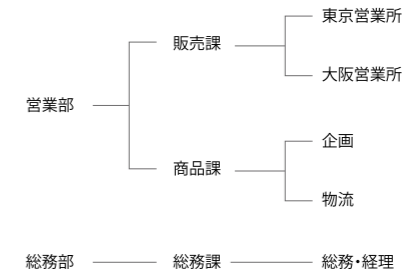 東京営業所
販売課
大阪営業所
営業部
企画
商品課
物流
総務部 総務課 総務・経理